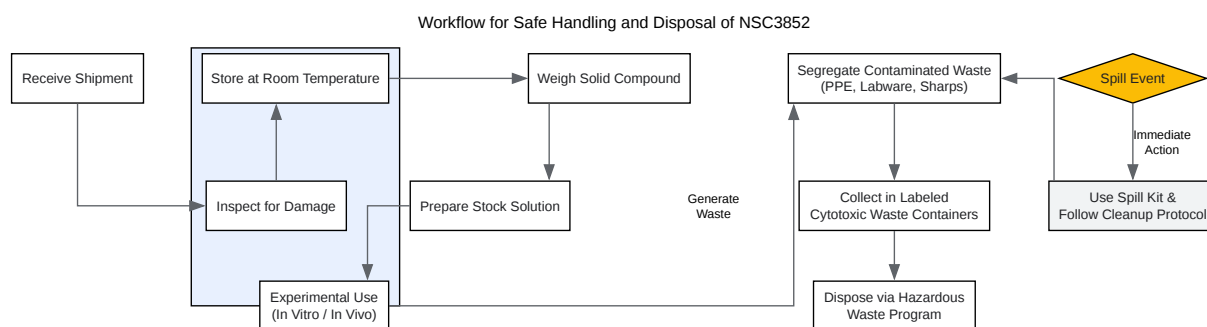 Workflow for Safe Handling and Disposal of NSC3852
Receive Shipment
Store at Room Temperature
Weigh Solid Compound
Segregate Contaminated Waste
(PPE, Labware, Sharps)
Spill Event
Immediate
Action
Inspect for Damage
Prepare Stock Solution
Generate
Waste
Collect in Labeled
Cytotoxic Waste Containers
Use Spill Kit &
Follow Cleanup Protocol
Experimental Use
(In Vitro / In Vivo)
Dispose via Hazardous
Waste Program